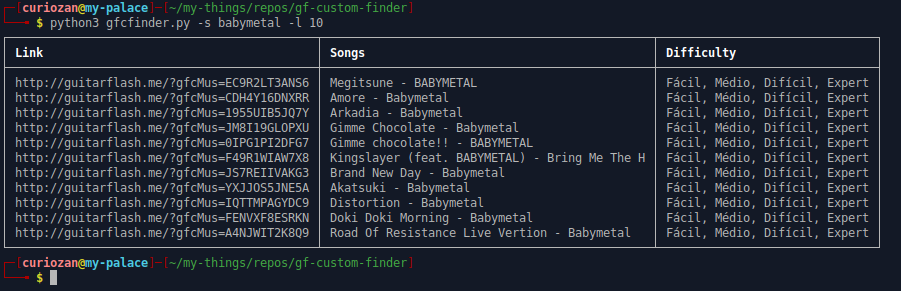 [curiozan@my-palace]-[~/my-things/repos/gf-custom-finder]
$ python3 gfcfinder.py -s babymetal -l 10
Link Songs Difficulty
http://guitarflash.me/?gfcMus=EC9R2LT3ANS6 Megitsune - BABYMETAL Fácil, Médio, Difícil, Expert
http://guitarflash.me/?gfcMus=CDH4Y16DNXRR Amore - Babymetal Fácil, Médio, Difícil, Expert
http://guitarflash.me/?gfcMus=1955UIB5JQ7Y Arkadia - Babymetal Fácil, Médio, Difícil, Expert
http://guitarflash.me/?gfcMus=JM8I19GLOPXU Gimme Chocolate - Babymetal Fácil, Médio, Difícil, Expert
http://guitarflash.me/?gfcMus=0IPG1PI2DFG7 Gimme chocolate!! - BABYMETAL Fácil, Médio, Difícil, Expert
http://guitarflash.me/?gfcMus=F49R1WIAW7X8 Kingslayer (feat. BABYMETAL) - Bring Me The H Fácil, Médio, Difícil, Expert
http://guitarflash.me/?gfcMus=JS7REIIVAKG3 Brand New Day - Babymetal Fácil, Médio, Difícil, Expert
http://guitarflash.me/?gfcMus=YXJJOS5JNE5A Akatsuki - Babymetal Fácil, Médio, Difícil, Expert
http://guitarflash.me/?gfcMus=IQTTMPAGYDC9 Distortion - Babymetal Fácil, Médio, Difícil, Expert
http://guitarflash.me/?gfcMus=FENVXF8ESRKN Doki Doki Morning - Babymetal Fácil, Médio, Difícil, Expert
http://guitarflash.me/?gfcMus=A4NJWIT2K8Q9 Road Of Resistance Live Vertion - Babymetal Fácil, Médio, Difícil, Expert
[curiozan@my-palace]-[~/my-things/repos/gf-custom-finder]
$